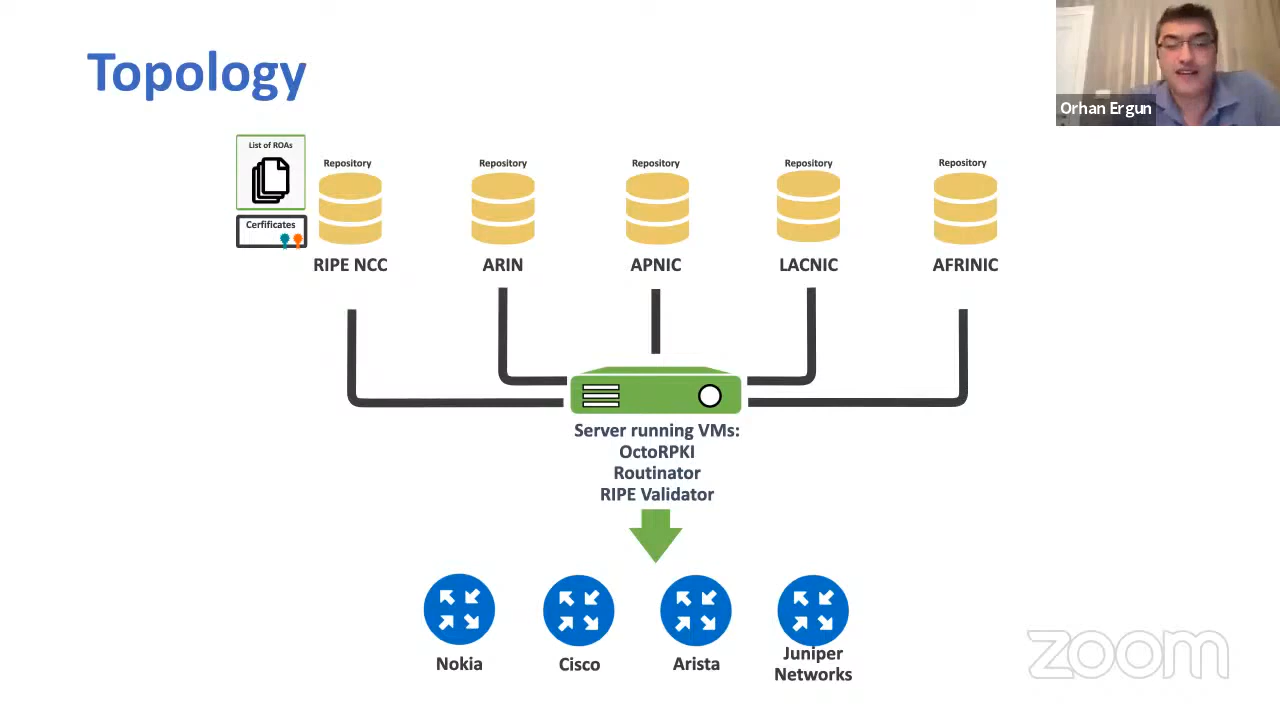 Topology
Orhan Ergun
List of ROAs
Cerfificates
Repository
Repository
Repository
Repository
Repository
RIPE NCC
ARIN
APNIC
LACNIC
AFRINIC
Server running VMs:
OctoRPKI
Routinator
RIPE Validator
Nokia
Cisco
Arista
Juniper
Networks
zoom